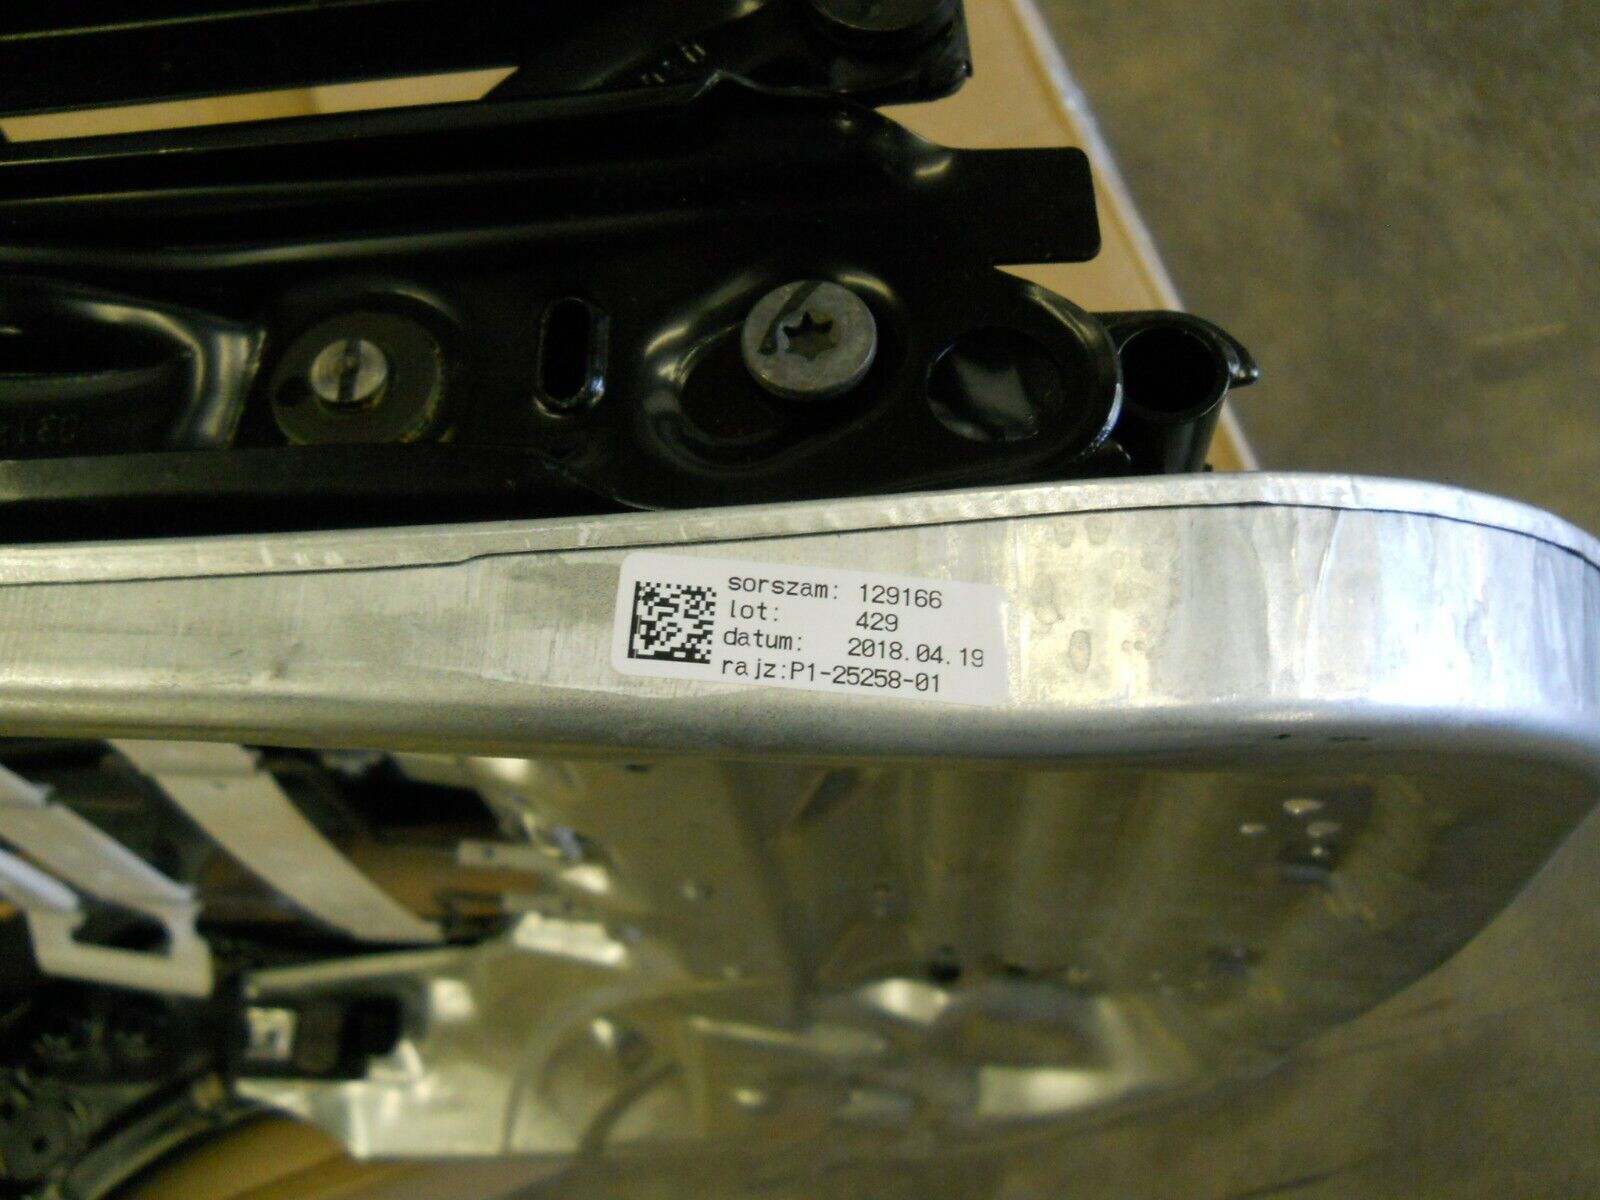 sorszam: 129166
lot: 429
datum: 2018.04.19
rajz:P1-25258-01